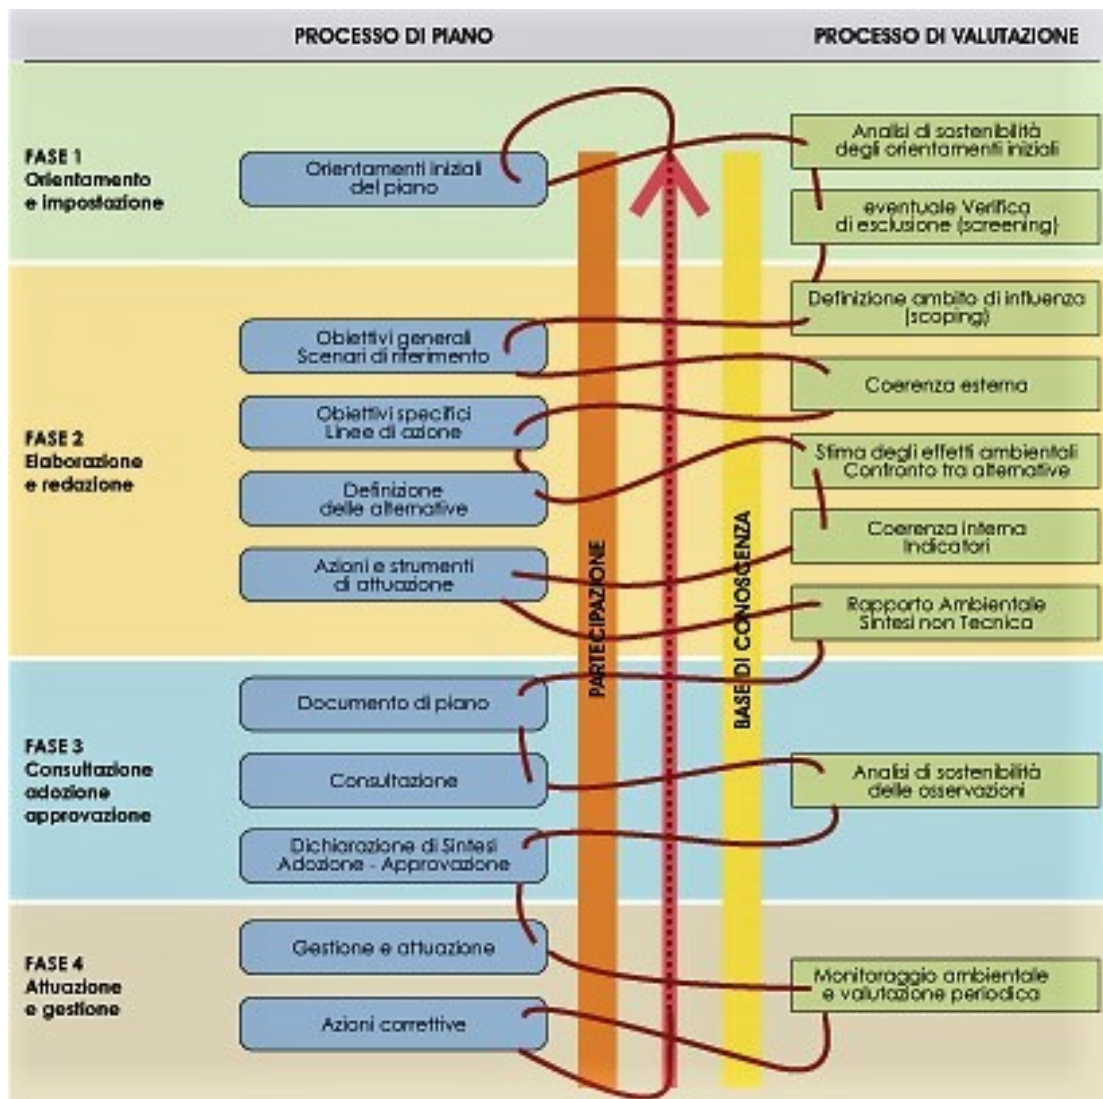 PROCESSO DI PIANO
PROCESSO DI VALUTAZIONE
FASE 1
Orientamento
e impostazione
Orientamenti iniziali
del piano
Analisi di sostenibilità
degli orientamenti iniziali
eventuale Verifica
di esclusione (screening)
FASE 2
Elaborazione
e redazione
Obiettivi generali
Scenari di riferimento
Obiettivi specifici
Linee di azione
Definizione
delle alternative
Azioni e strumenti
di attuazione
Definizione ambito di influenza
(scoping)
Coerenza esterna
Stima degli effetti ambientali
Confronto tra alternative
Coerenza interna
Indicatori
Rapporto Ambientale
Sintesi non Tecnica
PARTECIPAZIONE
BASE DI CONOSCENZA
FASE 3
Consultazione
adozione
approvazione
Documento di piano
Consultazione
Dichiarazione di Sintesi
Adozione - Approvazione
Analisi di sostenibilità
delle osservazioni
FASE 4
Attuazione
e gestione
Gestione e attuazione
Azioni correttive
Monitoraggio ambientale
e valutazione periodica